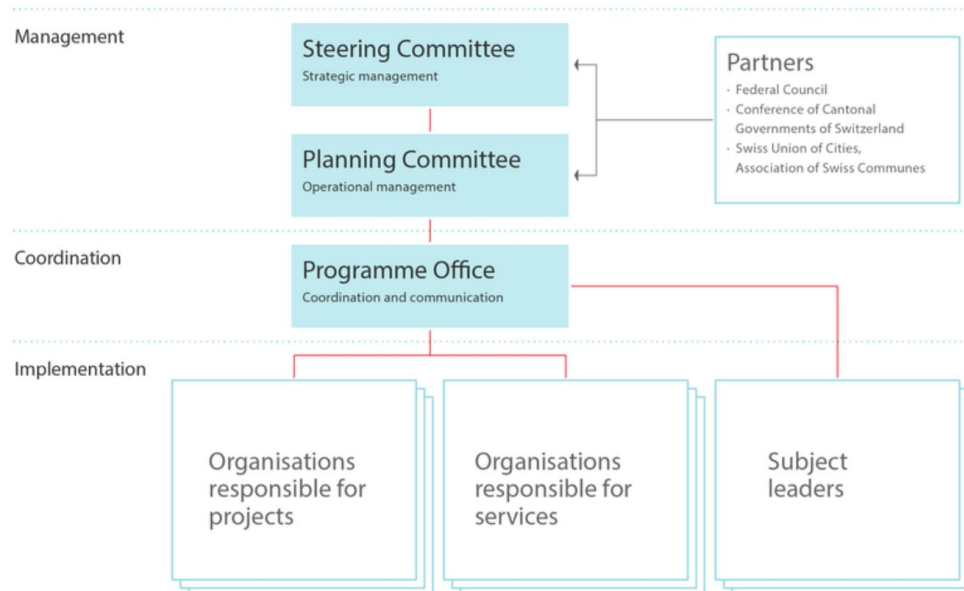 Management
Steering Committee
Strategic management
Planning Committee
Operational management
Partners
· Federal Council
· Conference of Cantonal
Governments of Switzerland
· Swiss Union of Cities,
Association of Swiss Communes
Coordination
Programme Office
Coordination and communication
Implementation
Organisations
responsible for
projects
Organisations
responsible for
services
Subject
leaders